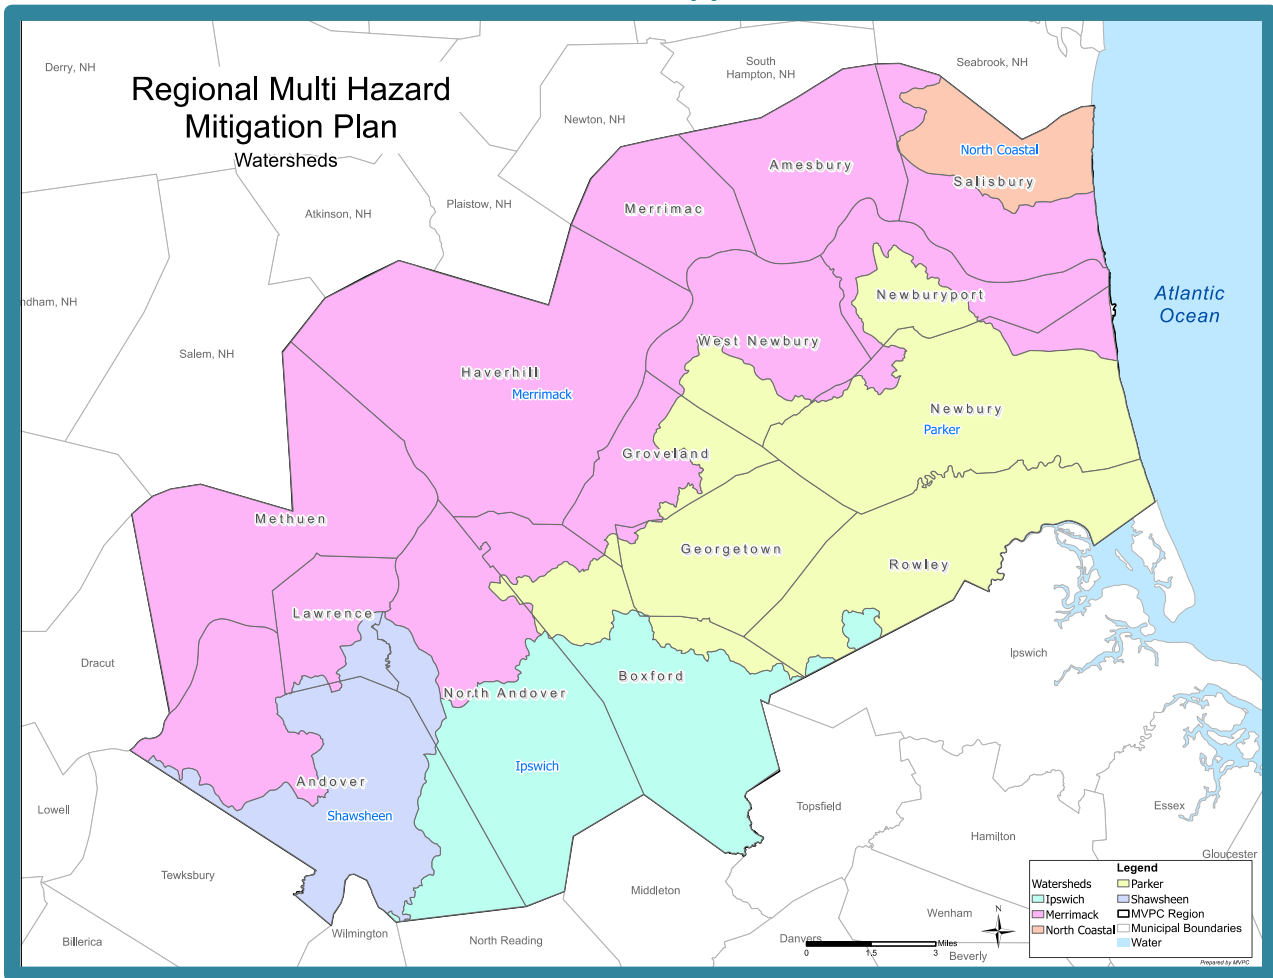 Regional Multi Hazard
Mitigation Plan
Watersheds
Derry, NH
South
Hampton, NH
Seabrook, NH
Newton, NH
North Coastal
Amesbury
Salisbury
Plaistow, NH
Atkinson, NH
Merrimac
Atlantic
Ocean
ndham, NH
Newburyport
Salem, NH
West Newbury
Haverhill
Merrimack
Newbury
Parker
Groveland
Methuen
Georgetown
Rowley
Lawrence
Dracut
Ipswich
Boxford
North Andover
Ipswich
Andover
Shawsheen
Lowell
Topsfield
Essex
Hamilton
Gloucester
Tewksbury
Middleton
Wenham
Wilmington
North Reading
Billerica
Danvers
Beverly
N
0 1.5 3 Miles
Legend
Watersheds
Ipswich
Merrimack
North Coastal
Parker
Shawsheen
MVPC Region
Municipal Boundaries
Water
Prepared by MVPC